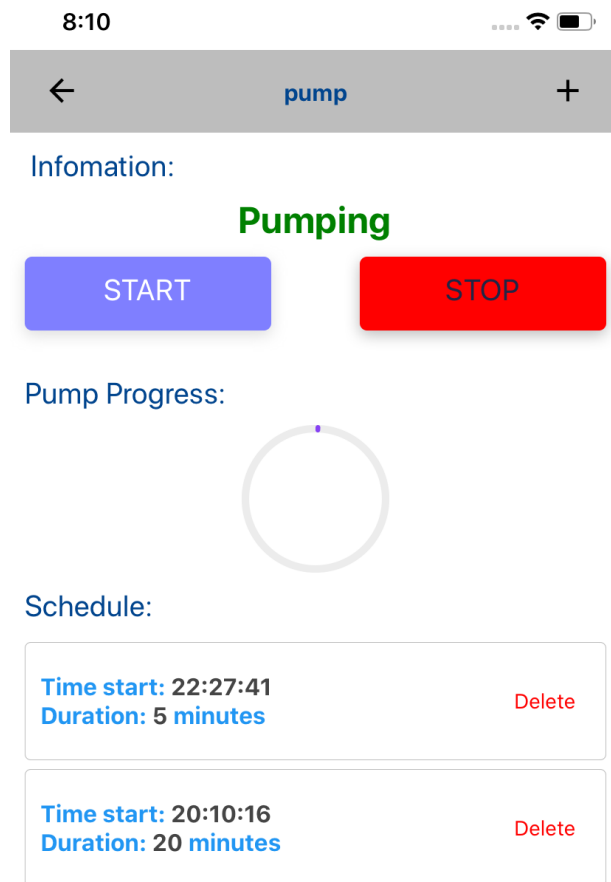 8:10
pump
Infomation:
Pumping
START
STOP
Pump Progress:
Schedule:
Time start: 22:27:41
Duration: 5 minutes
Delete
Time start: 20:10:16
Duration: 20 minutes
Delete